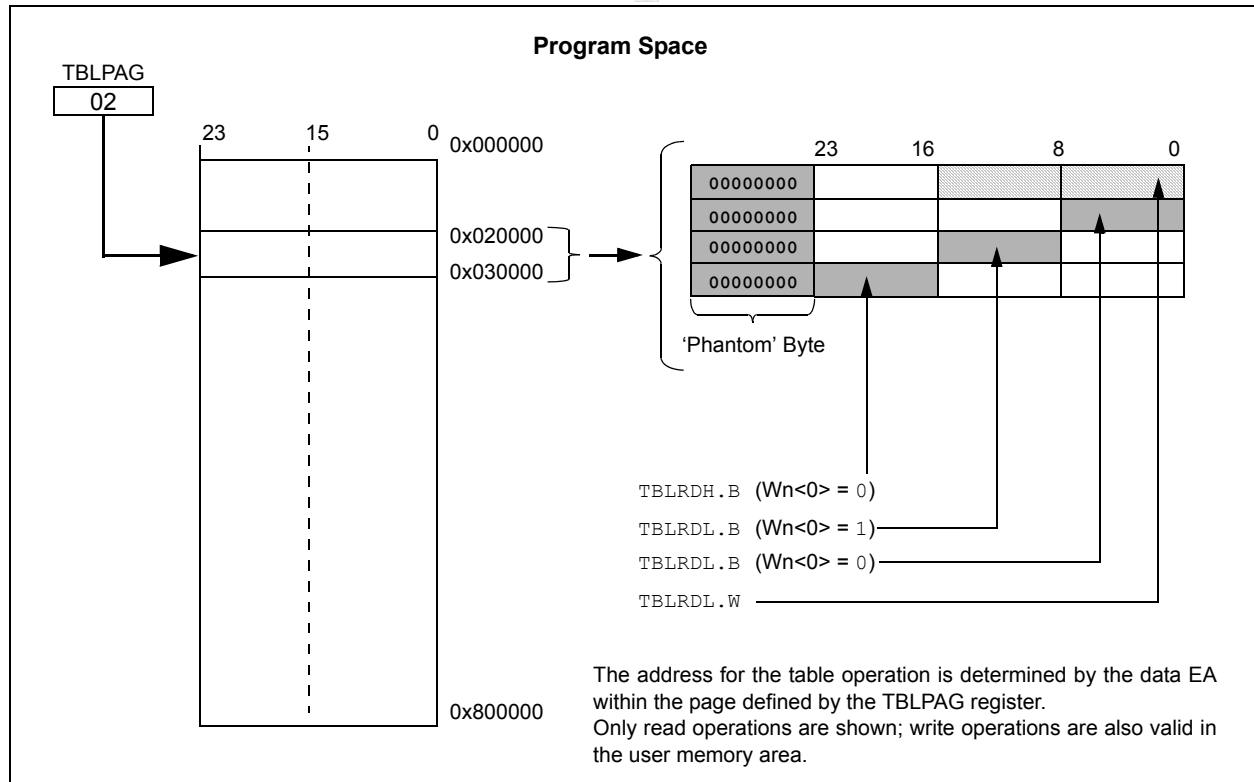 Program Space
TBLPAG
02
23 15 0
0x000000
0x020000
0x030000
0x800000
23 16 8 0
00000000
00000000
00000000
00000000
‘Phantom’ Byte
TBLRDH.B (Wn<0> = 0)
TBLRDL.B (Wn<0> = 1)
TBLRDL.B (Wn<0> = 0)
TBLRDL.W
The address for the table operation is determined by the data EA
within the page defined by the TBLPAG register.
Only read operations are shown; write operations are also valid in
the user memory area.